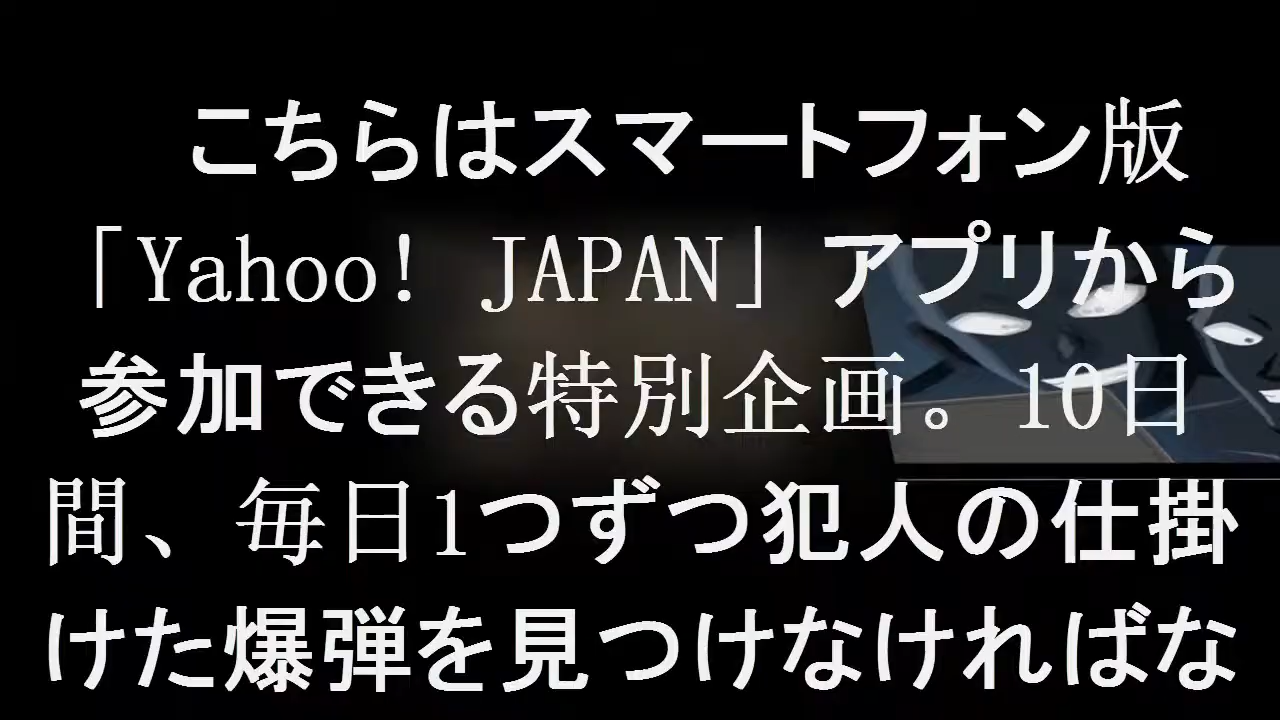 こちらはスマートフォン版
「Yahoo! JAPAN」アプリから
参加できる特別企画。10日
間、毎日1つずつ犯人の仕掛
けた爆弾を見つけなければな